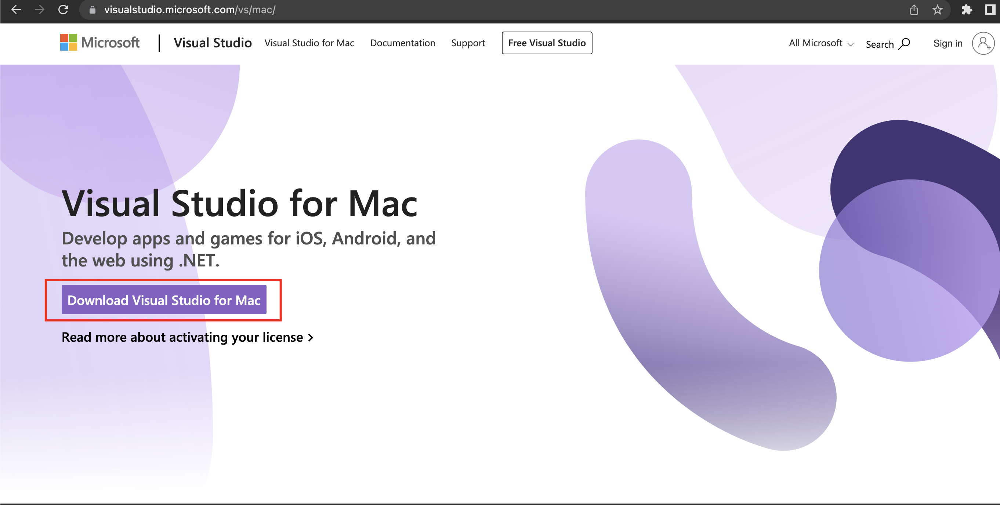 visualstudio.microsoft.com/vs/mac/
Microsoft Visual Studio Visual Studio for Mac Documentation Support Free Visual Studio All Microsoft Search Sign in
Visual Studio for Mac
Develop apps and games for iOS, Android, and
the web using .NET.
Download Visual Studio for Mac
Read more about activating your license